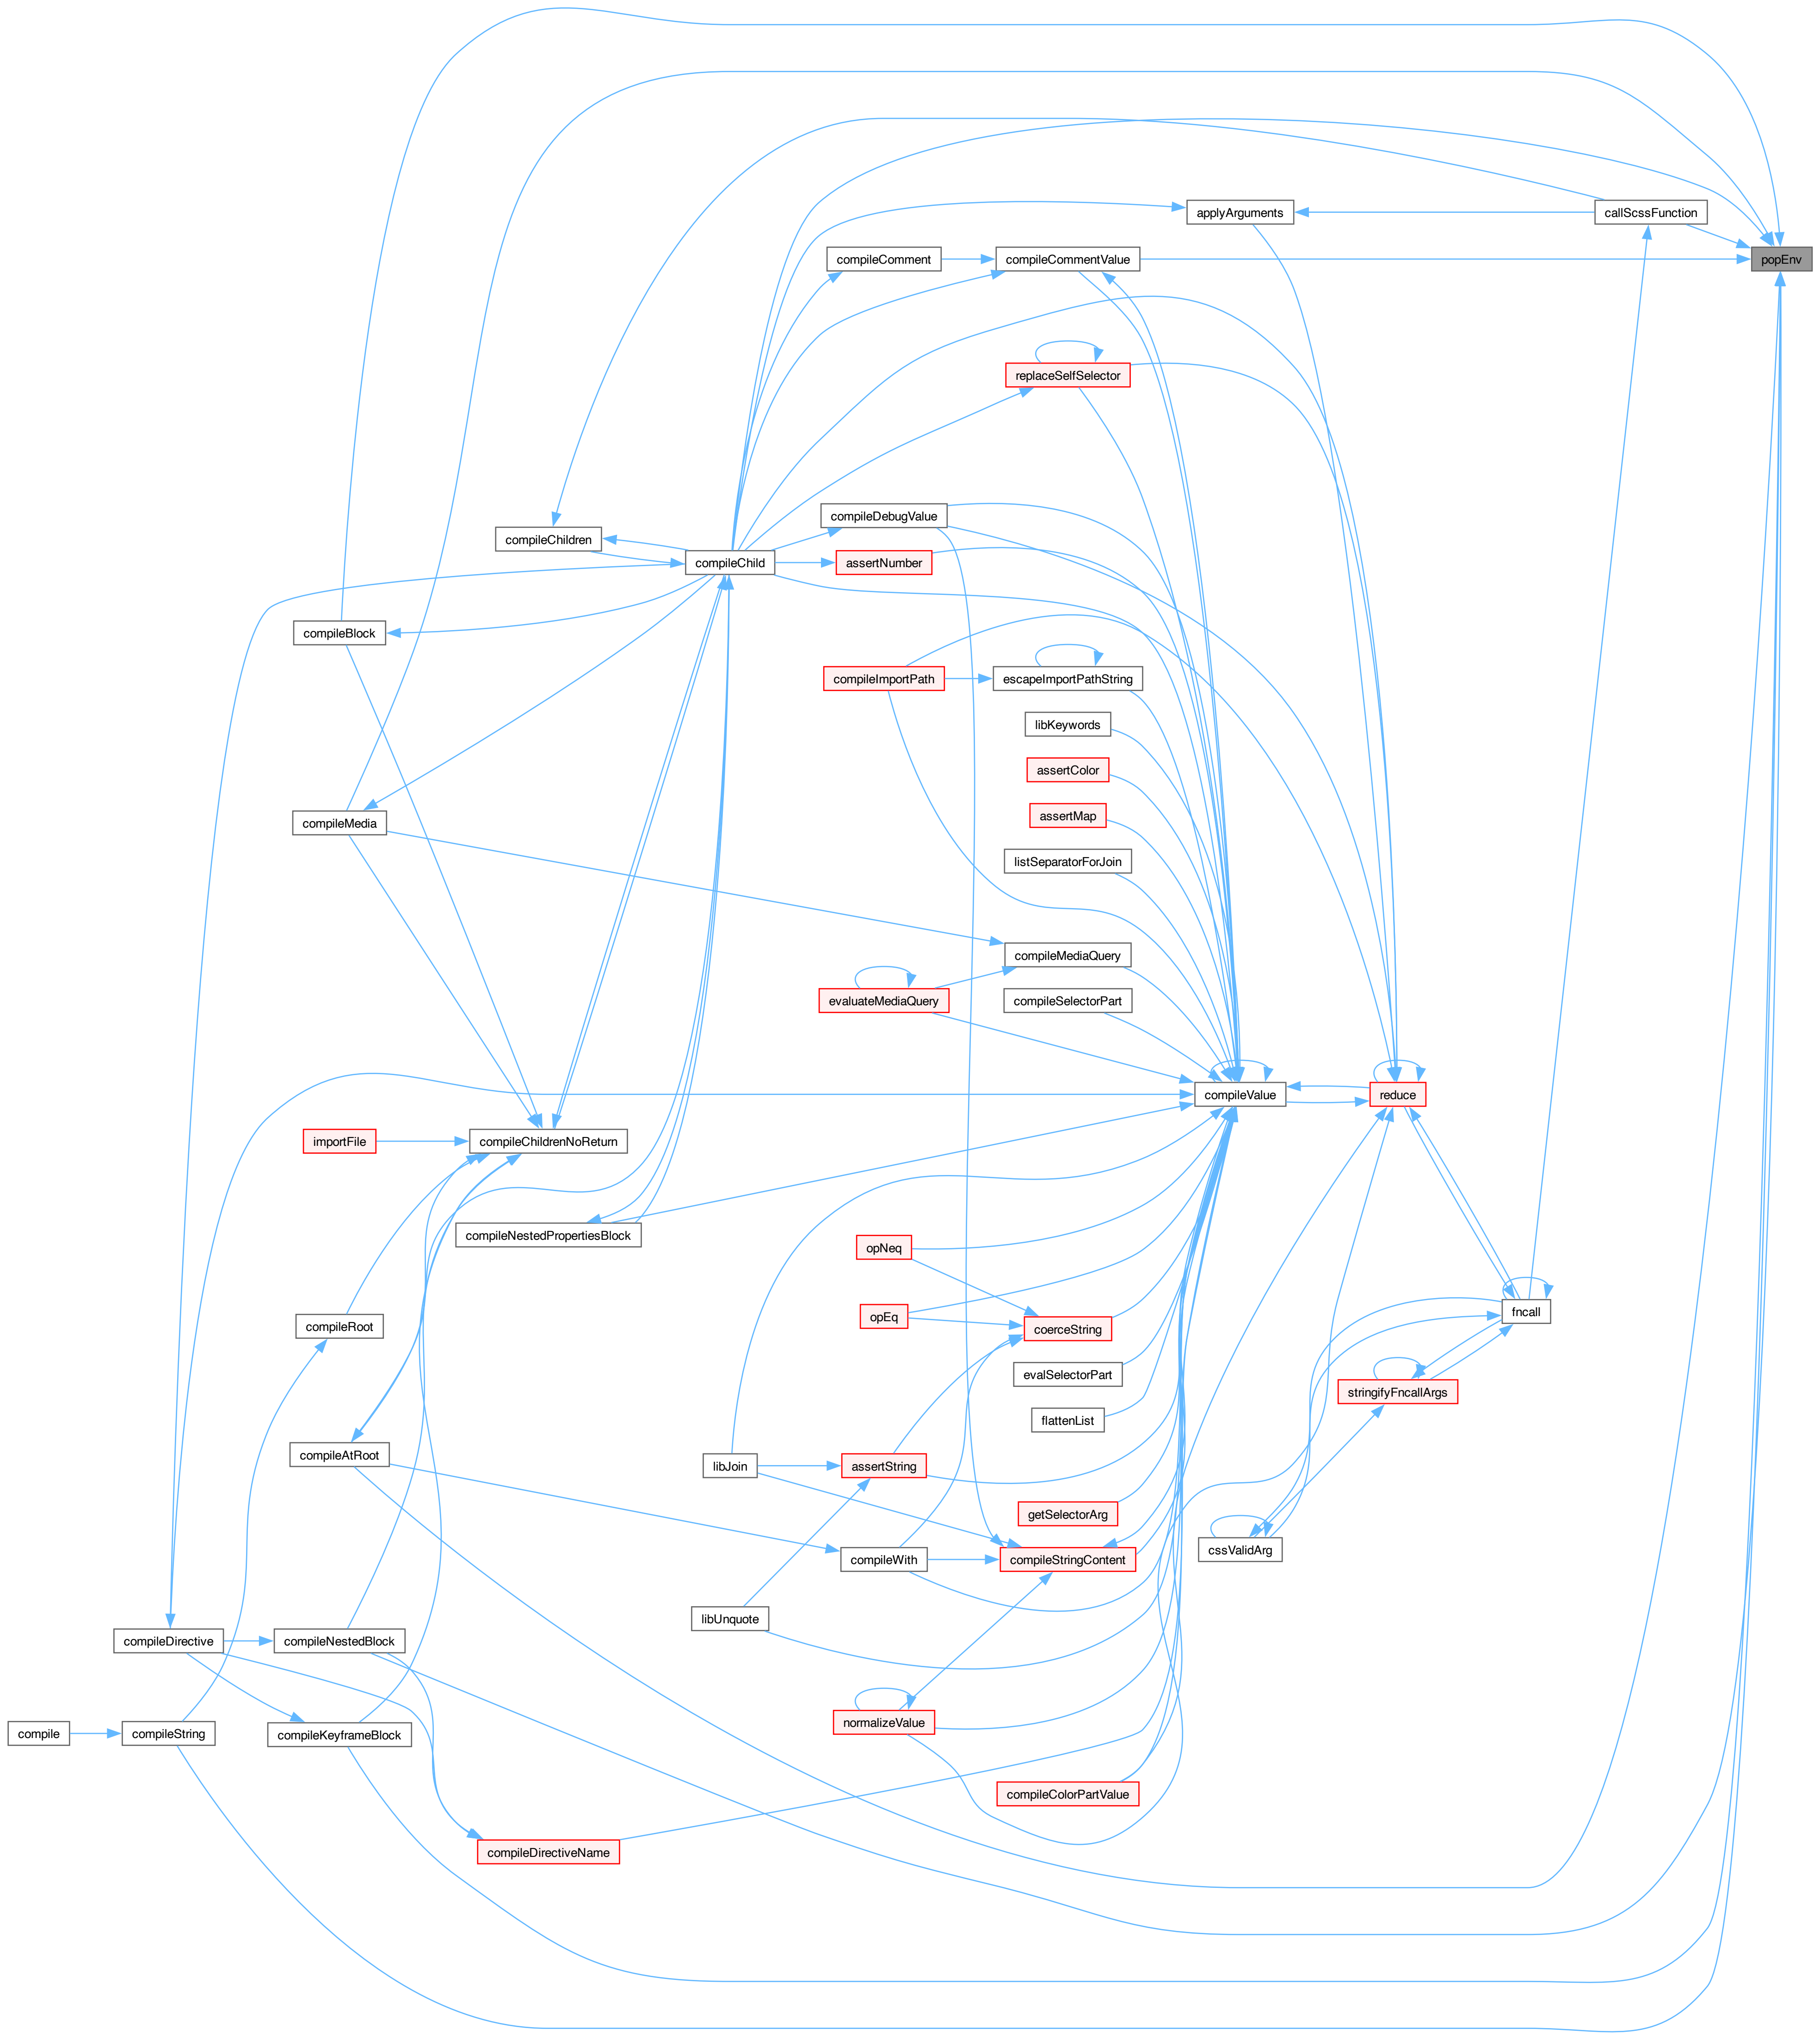 applyArguments
callScssFunction
popEnv
compileComment
compileCommentValue
replaceSelfSelector
compileDebugValue
compileChildren
compileChild
assertNumber
compileBlock
compileImportPath
escapeImportPathString
libKeywords
assertColor
assertMap
compileMedia
listSeparatorForJoin
compileMediaQuery
evaluateMediaQuery
compileSelectorPart
compileValue
reduce
importFile
compileChildrenNoReturn
compileNestedPropertiesBlock
opNeq
fncall
opEq
coerceString
compileRoot
evalSelectorPart
stringifyFncallArgs
flattenList
compileAtRoot
libJoin
assertString
getSelectorArg
cssValidArg
compileWith
compileStringContent
libUnquote
compileDirective
compileNestedBlock
normalizeValue
compile
compileString
compileKeyframeBlock
compileColorPartValue
compileDirectiveName